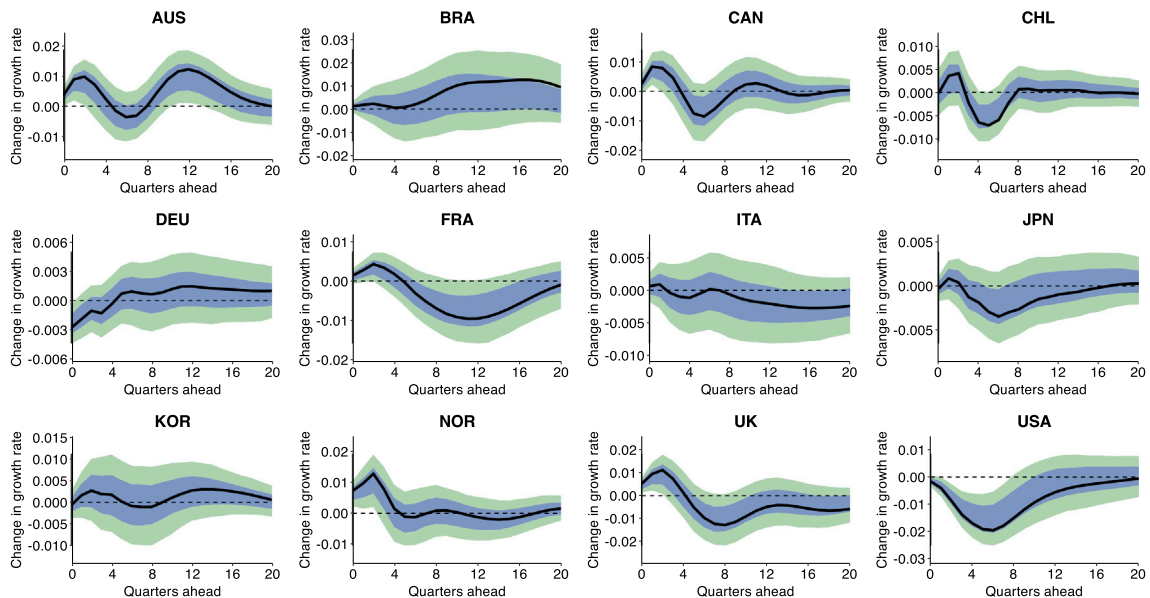 AUS
Change in growth rate
0.02
0.01
0.00
-0.01
0 4 8 12 16 20
Quarters ahead
BRA
Change in growth rate
0.03
0.02
0.01
0.00
-0.01
-0.02
0 4 8 12 16 20
Quarters ahead
CAN
Change in growth rate
0.01
0.00
-0.01
-0.02
0 4 8 12 16 20
Quarters ahead
CHL
Change in growth rate
0.010
0.005
0.000
-0.005
-0.010
0 4 8 12 16 20
Quarters ahead
DEU
Change in growth rate
0.006
0.003
0.000
-0.003
-0.006
0 4 8 12 16 20
Quarters ahead
FRA
Change in growth rate
0.01
0.00
-0.01
-0.02
0 4 8 12 16 20
Quarters ahead
ITA
Change in growth rate
0.005
0.000
-0.005
-0.010
0 4 8 12 16 20
Quarters ahead
JPN
Change in growth rate
0.005
0.000
-0.005
0 4 8 12 16 20
Quarters ahead
KOR
Change in growth rate
0.015
0.010
0.005
0.000
-0.005
-0.010
0 4 8 12 16 20
Quarters ahead
NOR
Change in growth rate
0.02
0.01
0.00
-0.01
0 4 8 12 16 20
Quarters ahead
UK
Change in growth rate
0.02
0.01
0.00
-0.01
-0.02
0 4 8 12 16 20
Quarters ahead
USA
Change in growth rate
0.01
0.00
-0.01
-0.02
-0.03
0 4 8 12 16 20
Quarters ahead